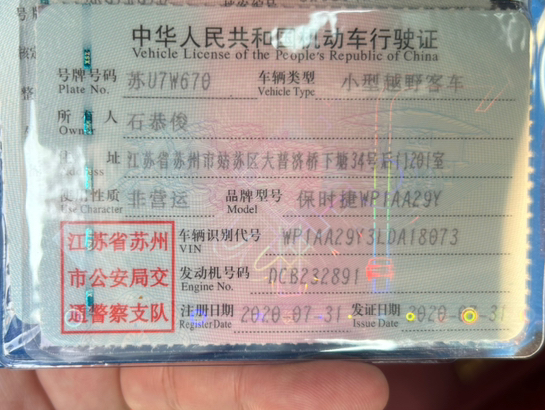 中华人民共和国机动车行驶证
Vehicle License of the People's Republic of China
号牌号码 苏U7W670 车辆类型 小型越野客车
Plate No. Vehicle Type
所有人 石恭俊
Owner
住址 江苏省苏州市姑苏区大普济桥下塘34号
Address
使用性质 非营运 品牌型号 保时捷WP1AA29Y
Use Character Model
江苏省苏州 车辆识别代号 WP1AA29Y3LDA18073
VIN
市公安局交 发动机号码 DCB232891
Engine No.
通警察支队 注册日期 2020-07-31 发证日期 2020-07-31
Register Date Issue Date